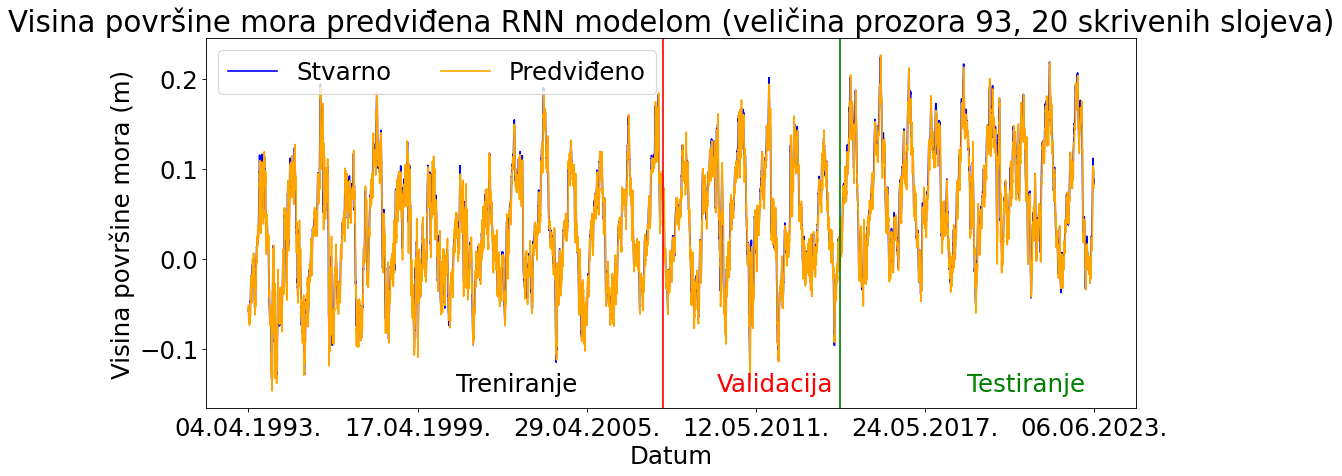 Visina površine mora predviđena RNN modelom (veličina prozora 93, 20 skrivenih slojeva)
Stvarno
Predviđeno
Visina površine mora (m)
0.2
0.1
0.0
−0.1
Treniranje
Validacija
Testiranje
04.04.1993.
17.04.1999.
29.04.2005.
12.05.2011.
24.05.2017.
06.06.2023.
Datum